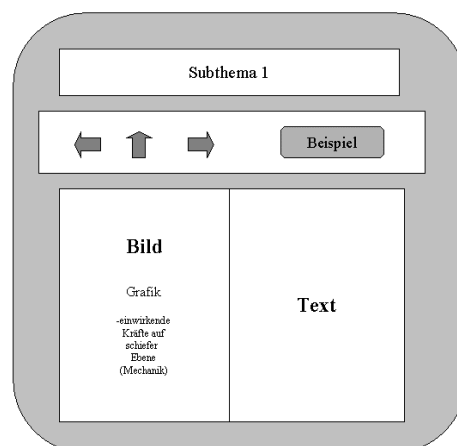 Subthema 1
Beispiel
Bild
Grafik
-einwirkende
Kräfte auf
schiefer
Ebene
(Mechanik)
Text